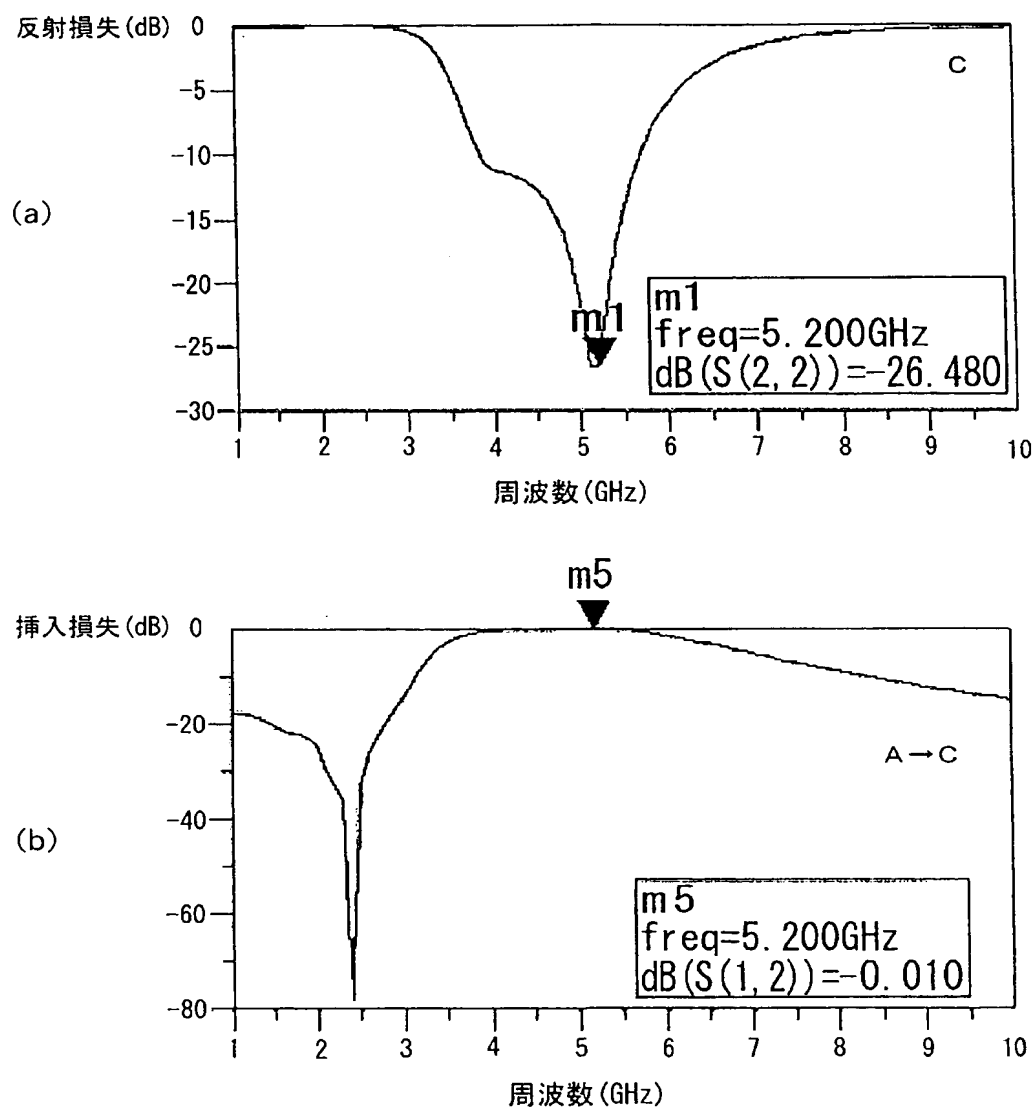 反射損失(dB)
0
-5
-10
-15
-20
-25
-30
C
(a)
m1
m1
freq=5.200GHz
dB(S(2,2))=-26.480
1 2 3 4 5 6 7 8 9 10
周波数(GHz)
m5
挿入損失(dB)
0
-20
-40
-60
-80
A→C
(b)
m5
freq=5.200GHz
dB(S(1,2))=-0.010
1 2 3 4 5 6 7 8 9 10
周波数(GHz)